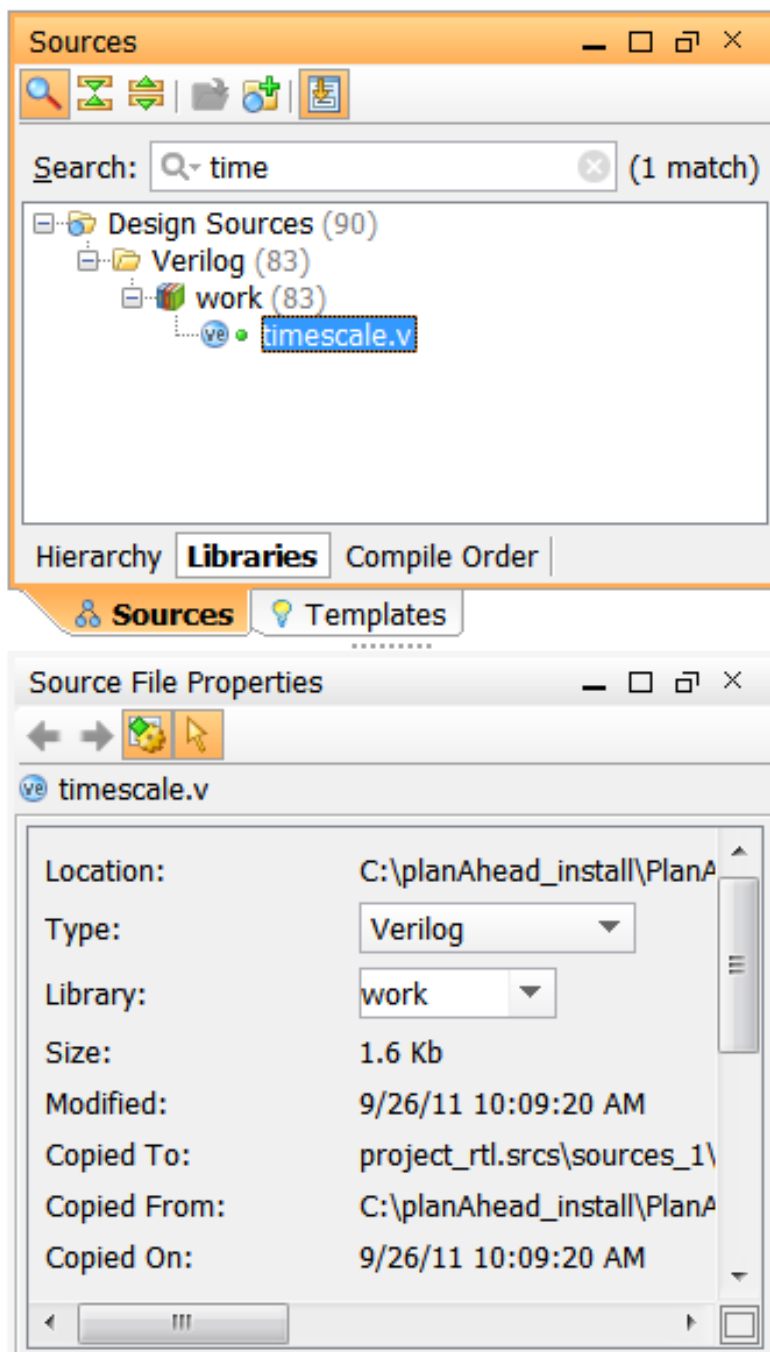 Sources
Search: time (1 match)
Design Sources (90)
Verilog (83)
work (83)
ve timescale.v
Hierarchy Libraries Compile Order
Sources Templates
Source File Properties
ve timescale.v
Location: C:\planAhead_install\PlanA
Type: Verilog
Library: work
Size: 1.6 Kb
Modified: 9/26/11 10:09:20 AM
Copied To: project_rtl.srcs\sources_1\
Copied From: C:\planAhead_install\PlanA
Copied On: 9/26/11 10:09:20 AM